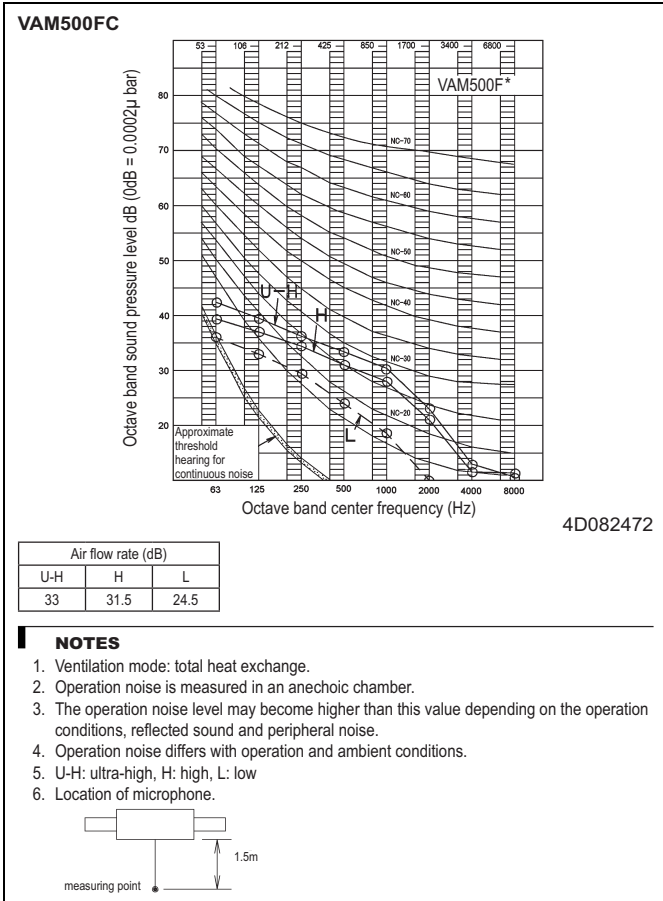 VAM500FC
53 106 212 425 850 1700 3400 6800
VAM500F*
80
70
60
50
40
30
20
Octave band sound pressure level dB (0dB = 0.0002µ bar)
NC-70
NC-60
NC-50
NC-40
NC-30
NC-20
U-H
H
L
Approximate
threshold
hearing for
continuous noise
63 125 250 500 1000 2000 4000 8000
Octave band center frequency (Hz)
4D082472
Air flow rate (dB)
U-H H L
33 31.5 24.5
NOTES
1. Ventilation mode: total heat exchange.
2. Operation noise is measured in an anechoic chamber.
3. The operation noise level may become higher than this value depending on the operation
conditions, reflected sound and peripheral noise.
4. Operation noise differs with operation and ambient conditions.
5. U-H: ultra-high, H: high, L: low
6. Location of microphone.
1.5m
measuring point